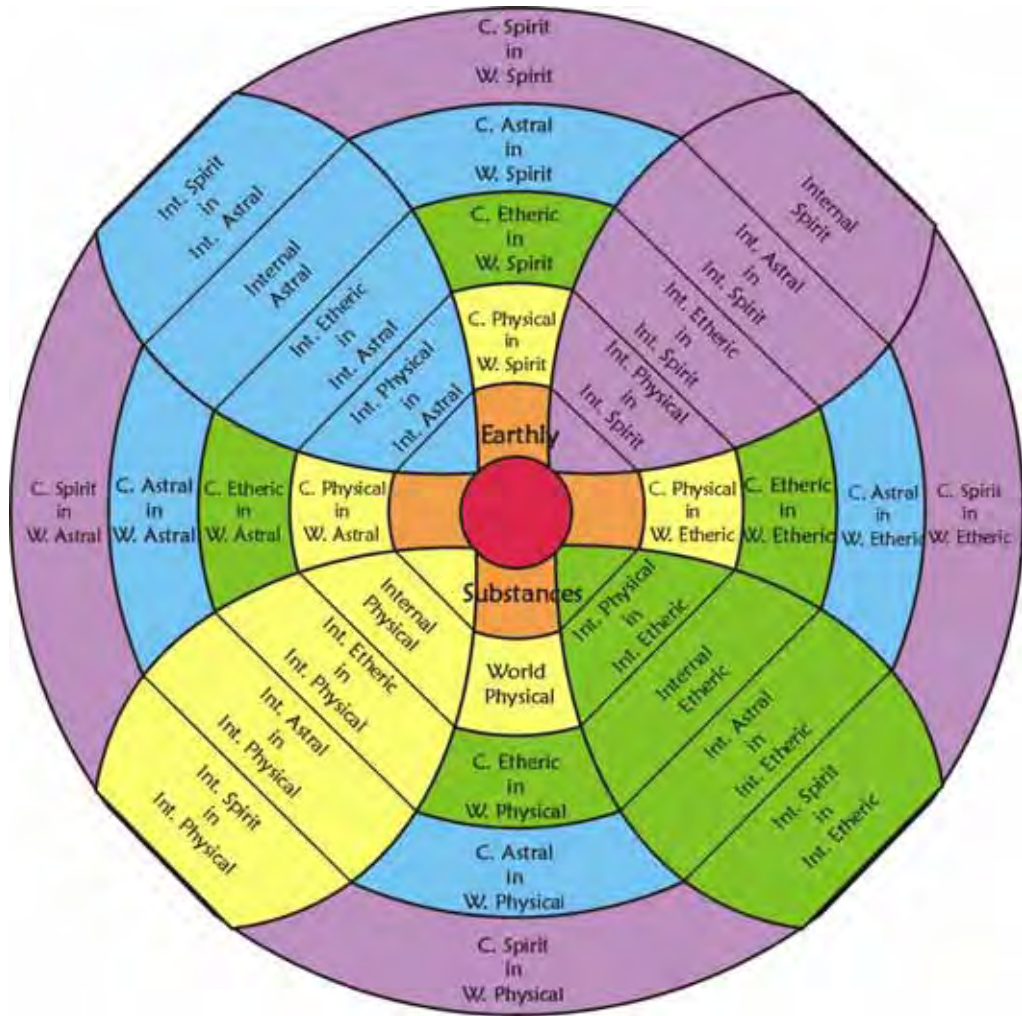 C. Spirit
in
W. Spirit
C. Astral
in
W. Spirit
C. Etheric
in
W. Spirit
C. Physical
in
W. Spirit
Int. Spirit
in
Int. Astral
Internal
Astral
Int. Etheric
in
Int. Astral
Int. Physical
in
Int. Astral
Internal
Spirit
Int. Astral
in
Int. Spirit
Int. Etheric
in
Int. Spirit
Int. Physical
in
Int. Spirit
Earthly
C. Spirit
in
W. Astral
C. Astral
in
W. Astral
C. Etheric
in
W. Astral
C. Physical
in
W. Astral
C. Physical
in
W. Etheric
C. Etheric
in
W. Etheric
C. Astral
in
W. Etheric
C. Spirit
in
W. Etheric
Substances
Internal
Physical
Int. Etheric
in
Int. Physical
Int. Astral
in
Int. Physical
Int. Spirit
in
Int. Physical
Int. Physical
in
Int. Etheric
Internal
Etheric
Int. Astral
in
Int. Etheric
Int. Spirit
in
Int. Etheric
World
Physical
C. Etheric
in
W. Physical
C. Astral
in
W. Physical
C. Spirit
in
W. Physical